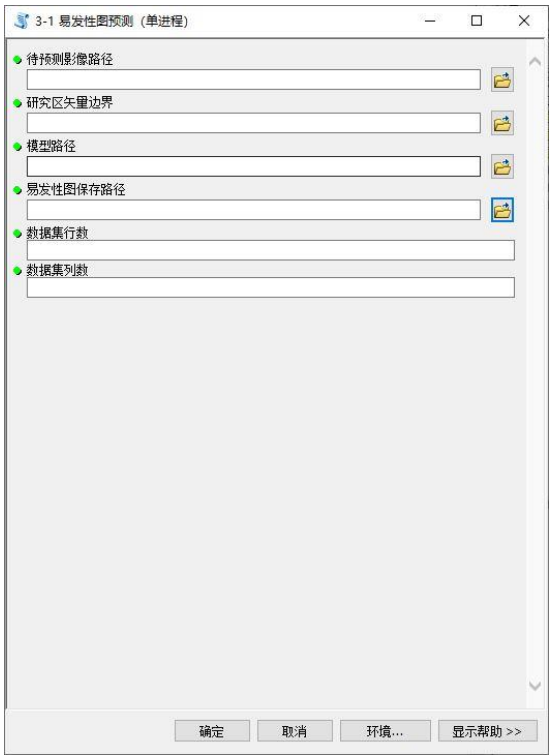 3-1 易发性图预测（单进程）
待预测影像路径
研究区矢量边界
模型路径
易发性图保存路径
数据集行数
数据集列数
确定 取消 环境... 显示帮助 >>